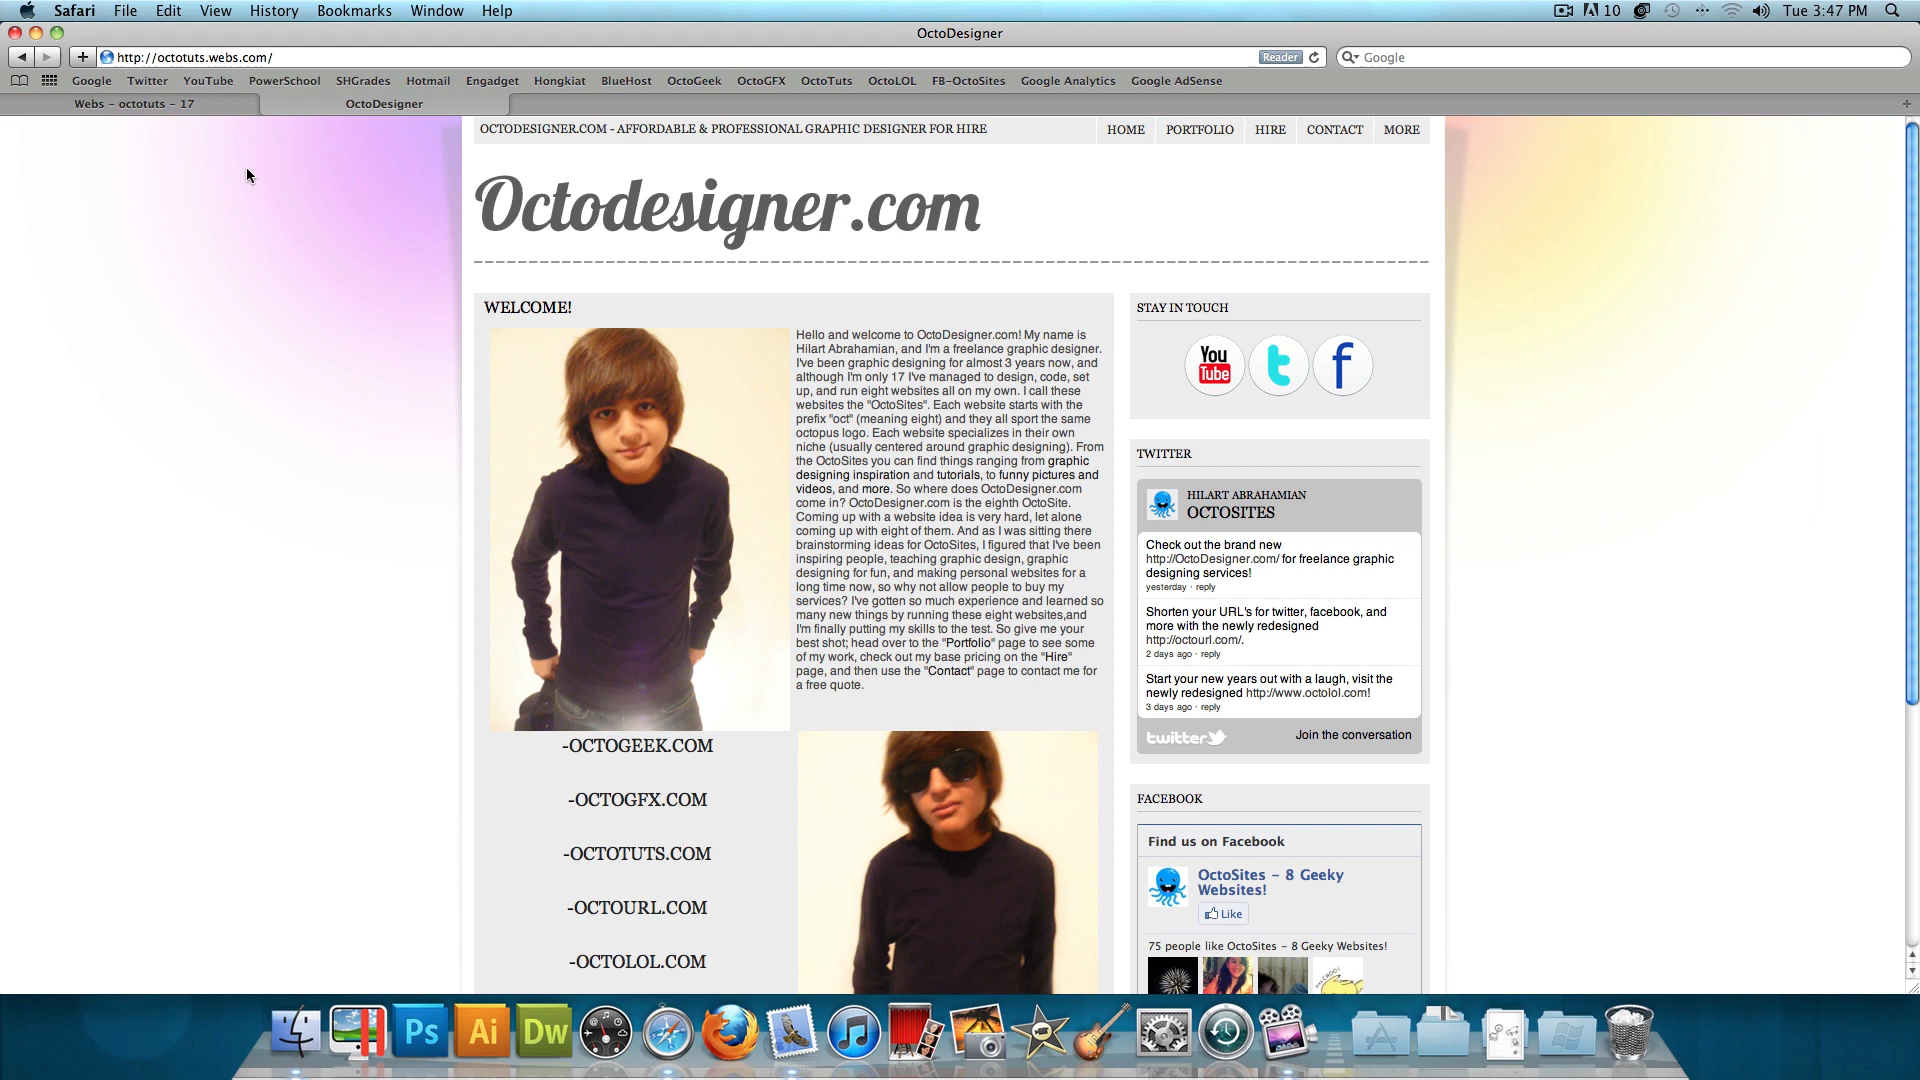 Safari File Edit View History Bookmarks Window Help
10 Tue 3:47 PM
OctoDesigner
http://octotuts.webs.com/ Reader Google
Google Twitter YouTube PowerSchool SHGrades Hotmail Engadget Hongkiat BlueHost OctoGeek OctoGFX OctoTuts OctoLOL FB-OctoSites Google Analytics Google AdSense
Webs – octotuts – 17 OctoDesigner
OCTODESIGNER.COM - AFFORDABLE & PROFESSIONAL GRAPHIC DESIGNER FOR HIRE
HOME PORTFOLIO HIRE CONTACT MORE
Octodesigner.com
WELCOME!
Hello and welcome to OctoDesigner.com! My name is
Hilart Abrahamian, and I'm a freelance graphic designer.
I've been graphic designing for almost 3 years now, and
although I'm only 17 I've managed to design, code, set
up, and run eight websites all on my own. I call these
websites the "OctoSites". Each website starts with the
prefix "oct" (meaning eight) and they all sport the same
octopus logo. Each website specializes in their own
niche (usually centered around graphic designing). From
the OctoSites you can find things ranging from graphic
designing inspiration and tutorials, to funny pictures and
videos, and more. So where does OctoDesigner.com
come in? OctoDesigner.com is the eighth OctoSite.
Coming up with a website idea is very hard, let alone
coming up with eight of them. And as I was sitting there
brainstorming ideas for OctoSites, I figured that I've been
inspiring people, teaching graphic design, graphic
designing for fun, and making personal websites for a
long time now, so why not allow people to buy my
services? I've gotten so much experience and learned so
many new things by running these eight websites,and
I'm finally putting my skills to the test. So give me your
best shot; head over to the "Portfolio" page to see some
of my work, check out my base pricing on the "Hire"
page, and then use the "Contact" page to contact me for
a free quote.
-OCTOGEEK.COM
-OCTOGFX.COM
-OCTOTUTS.COM
-OCTOURL.COM
-OCTOLOL.COM
STAY IN TOUCH
You
Tube
t
f
TWITTER
HILART ABRAHAMIAN
OCTOSITES
Check out the brand new
http://OctoDesigner.com/ for freelance graphic
designing services!
yesterday · reply
Shorten your URL's for twitter, facebook, and
more with the newly redesigned
http://octourl.com/.
2 days ago · reply
Start your new years out with a laugh, visit the
newly redesigned http://www.octolol.com!
3 days ago · reply
twitter Join the conversation
FACEBOOK
Find us on Facebook
OctoSites – 8 Geeky
Websites!
Like
75 people like OctoSites – 8 Geeky Websites!
Ps Ai Dw